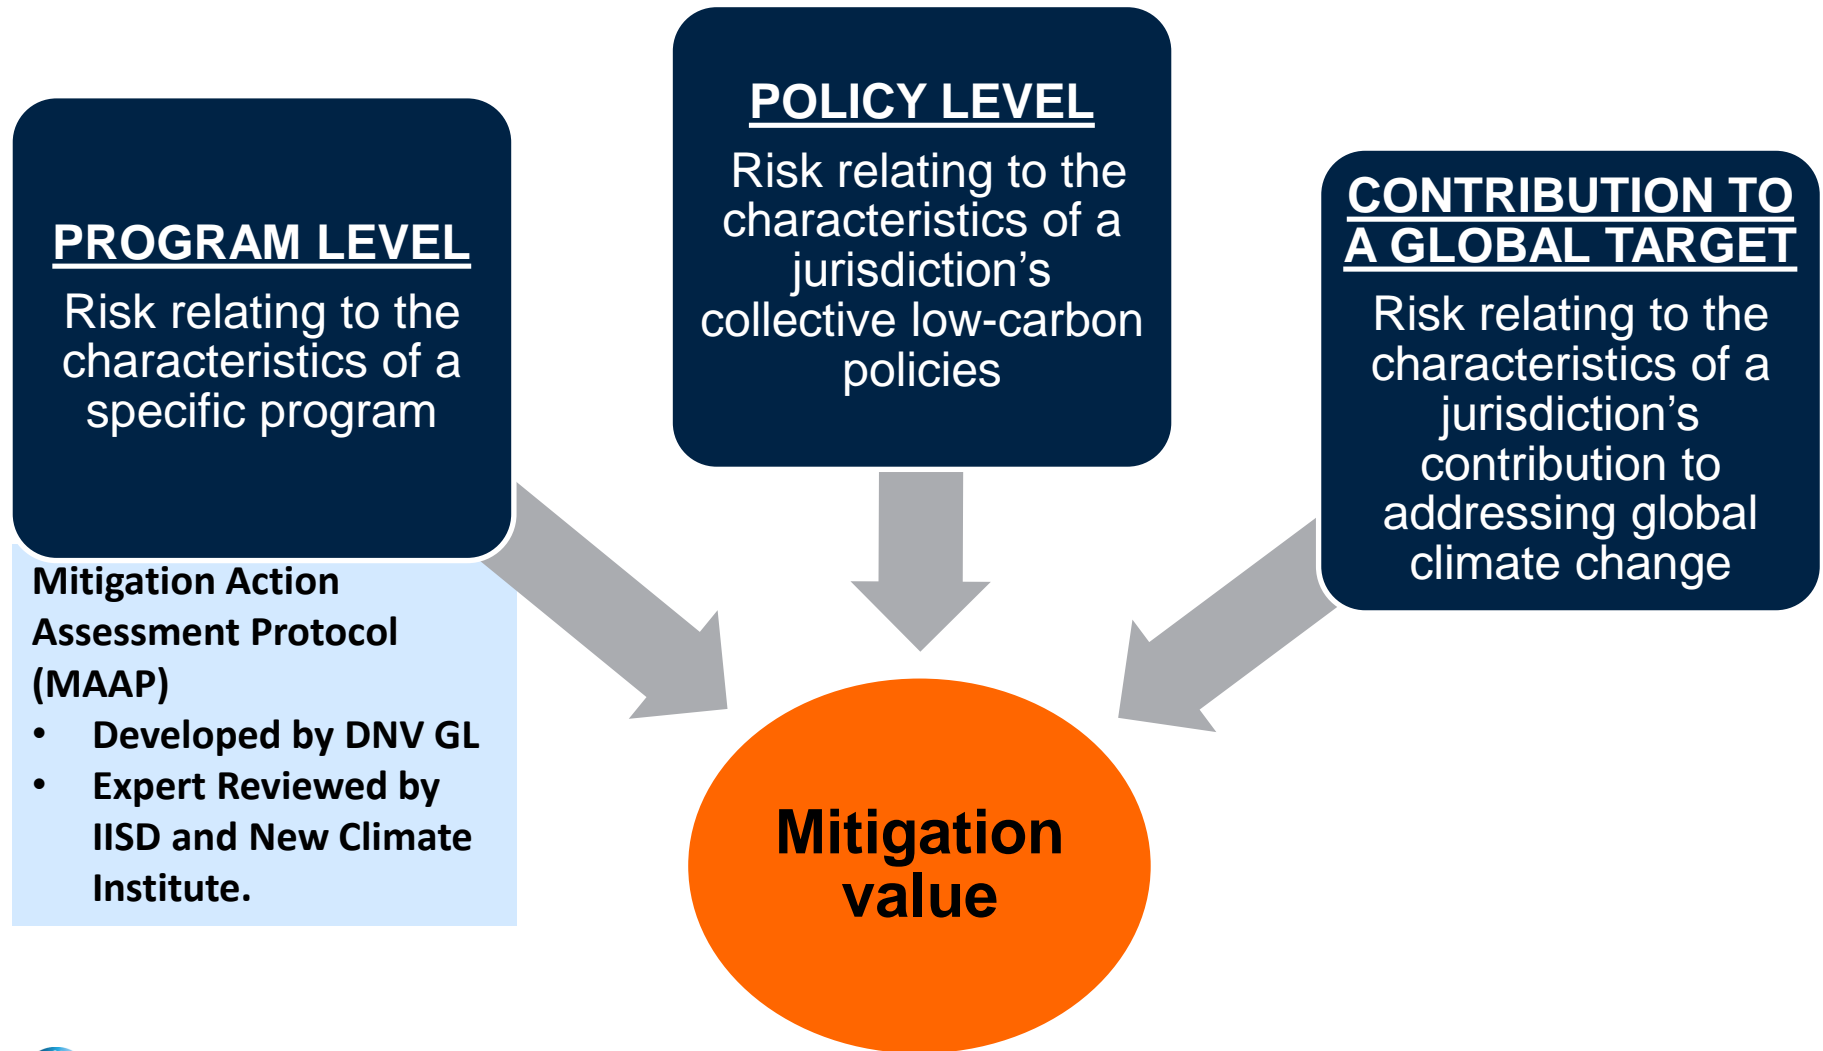 PROGRAM LEVEL
Risk relating to the
characteristics of a
specific program
Mitigation Action
Assessment Protocol
(MAAP)
• Developed by DNV GL
• Expert Reviewed by
IISD and New Climate
Institute.
POLICY LEVEL
Risk relating to the
characteristics of a
jurisdiction’s
collective low-carbon
policies
CONTRIBUTION TO
A GLOBAL TARGET
Risk relating to the
characteristics of a
jurisdiction’s
contribution to
addressing global
climate change
Mitigation
value